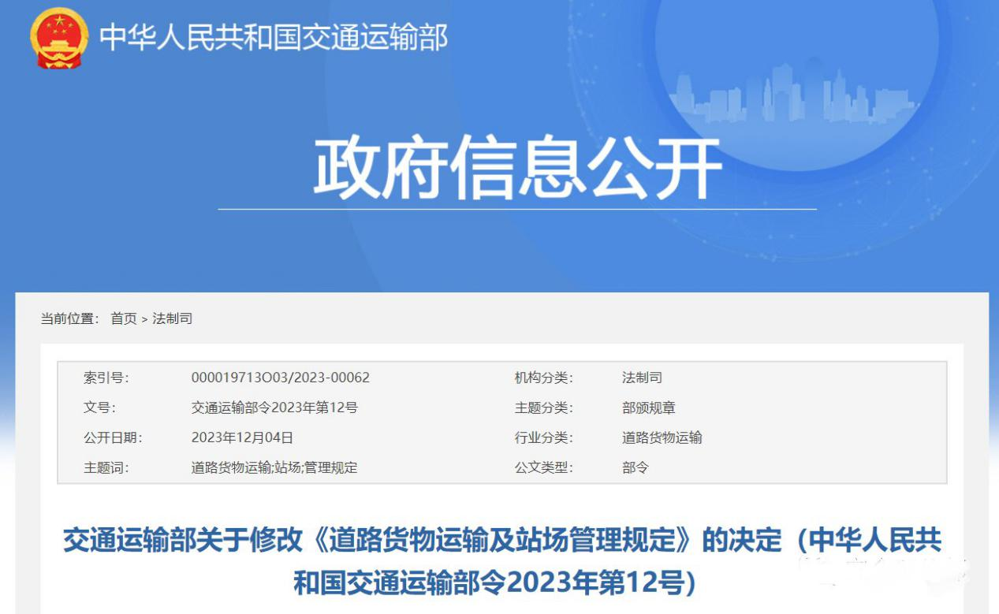 中华人民共和国交通运输部
政府信息公开
当前位置： 首页 > 法制司
索引号： 000019713O03/2023-00062 机构分类： 法制司
文号： 交通运输部令2023年第12号 主题分类： 部颁规章
公开日期： 2023年12月04日 行业分类： 道路货物运输
主题词： 道路货物运输;站场;管理规定 公文类型： 部令
交通运输部关于修改《道路货物运输及站场管理规定》的决定（中华人民共
和国交通运输部令2023年第12号）